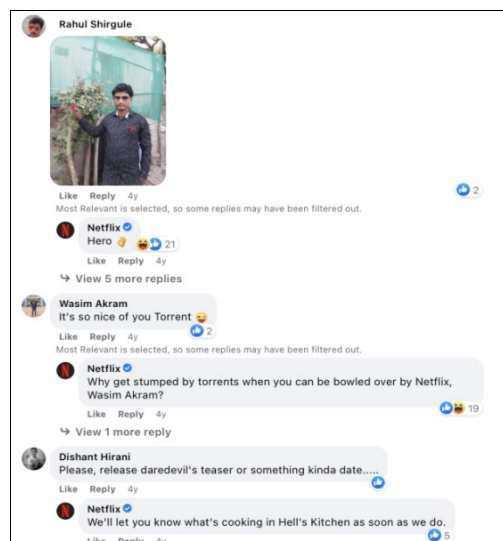 Rahul Shirgule
2
Like Reply 4y
Most Relevant is selected, so some replies may have been filtered out.
Netflix
Hero 👌 21
Like Reply 4y
View 5 more replies
Wasim Akram
It's so nice of you Torrent 😜
2
Like Reply 4y
Most Relevant is selected, so some replies may have been filtered out.
Netflix
Why get stumped by torrents when you can be bowled over by Netflix,
Wasim Akram?
19
Like Reply 4y
View 1 more reply
Dishant Hirani
Please, release daredevil's teaser or something kinda date.....
Like Reply 4y
Netflix
We'll let you know what's cooking in Hell's Kitchen as soon as we do.
5
Like Reply 4y